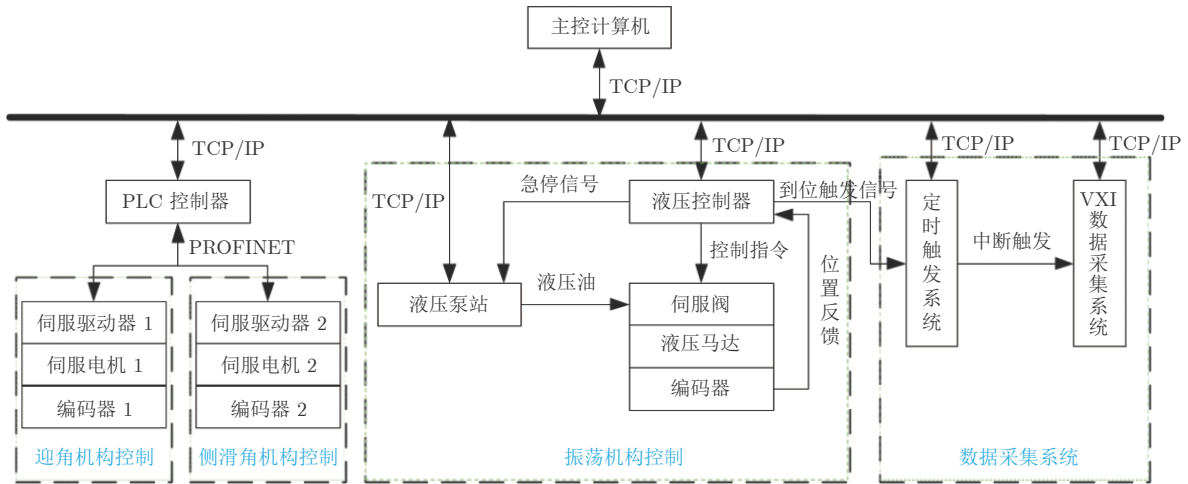 主控计算机
TCP/IP
TCP/IP
TCP/IP
TCP/IP
TCP/IP
TCP/IP
PLC 控制器
PROFINET
伺服驱动器 1
伺服电机 1
编码器 1
迎角机构控制
伺服驱动器 2
伺服电机 2
编码器 2
侧滑角机构控制
急停信号
液压控制器
到位触发信号
控制指令
液压泵站
液压油
伺服阀
液压马达
编码器
位置反馈
振荡机构控制
定时触发系统
中断触发
VXI
数据采集系统
数据采集系统